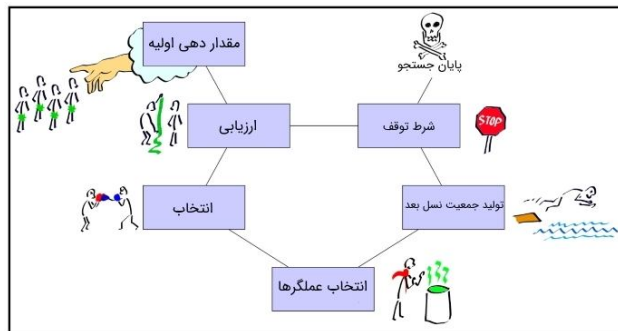 مقدار دهی اولیه
پایان جستجو
ارزیابی
شرط توقف
STOP
انتخاب
تولید جمعیت نسل بعد
انتخاب عملگرها